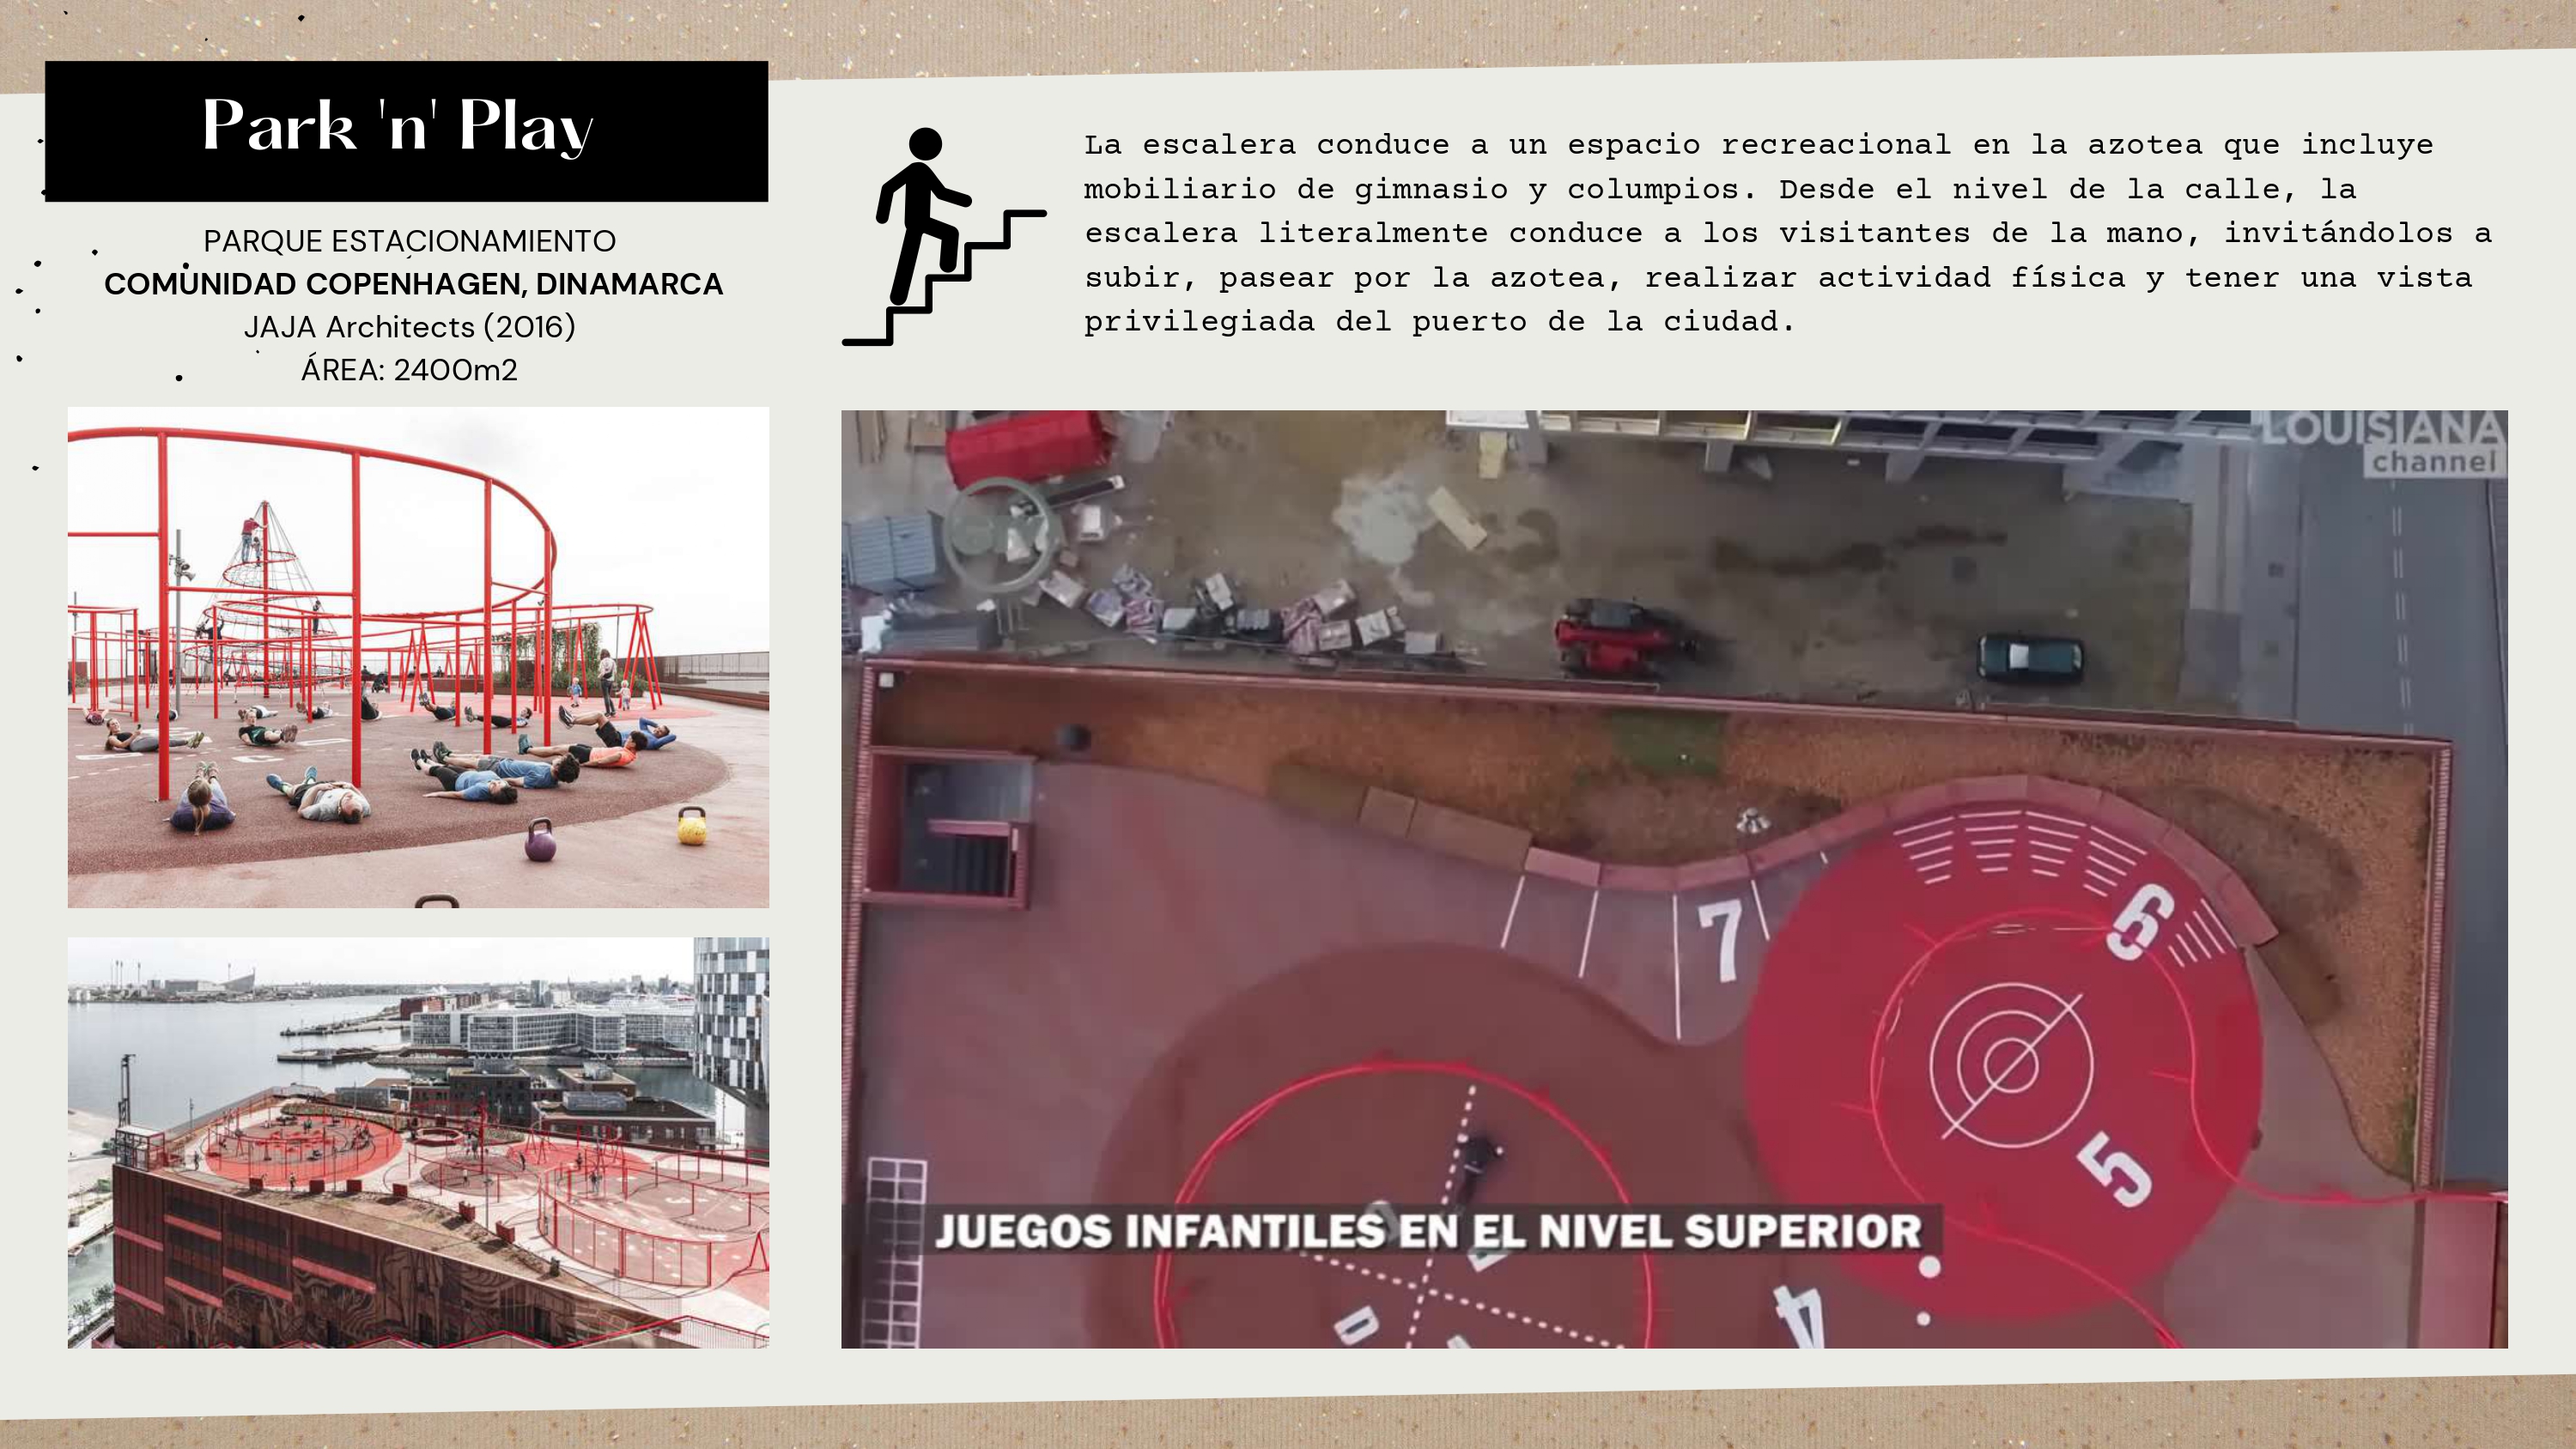 Park 'n' Play
PARQUE ESTACIONAMIENTO
COMUNIDAD COPENHAGEN, DINAMARCA
JAJA Architects (2016)
ÁREA: 2400m2
La escalera conduce a un espacio recreacional en la azotea que incluye
mobiliario de gimnasio y columpios. Desde el nivel de la calle, la
escalera literalmente conduce a los visitantes de la mano, invitándolos a
subir, pasear por la azotea, realizar actividad física y tener una vista
privilegiada del puerto de la ciudad.
LOUISIANA
channel
7
6
5
JUEGOS INFANTILES EN EL NIVEL SUPERIOR
4